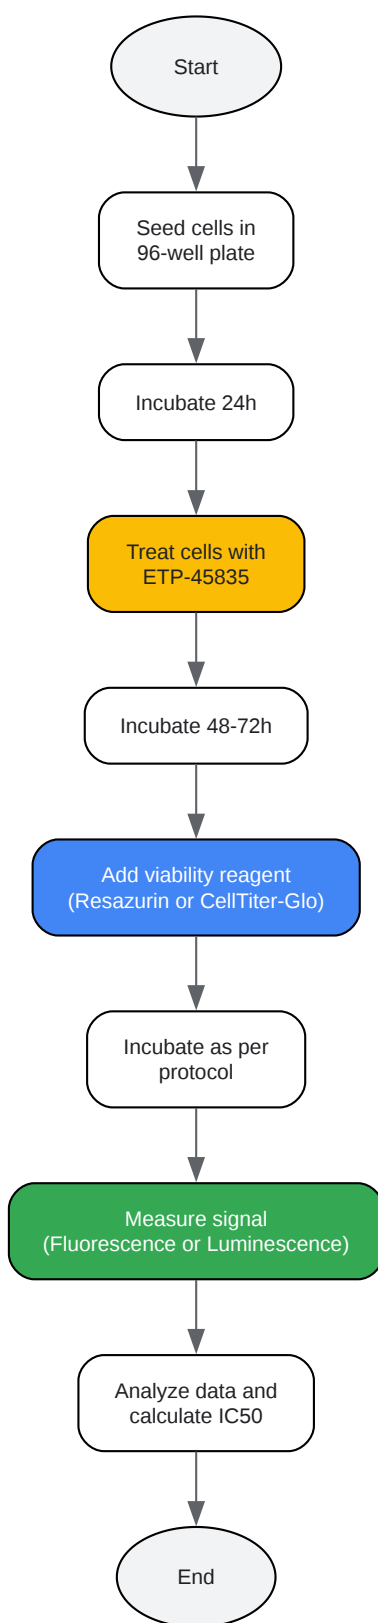 Start
Seed cells in
96-well plate
Incubate 24h
Treat cells with
ETP-45835
Incubate 48-72h
Add viability reagent
(Resazurin or CellTiter-Glo)
Incubate as per
protocol
Measure signal
(Fluorescence or Luminescence)
Analyze data and
calculate IC50
End